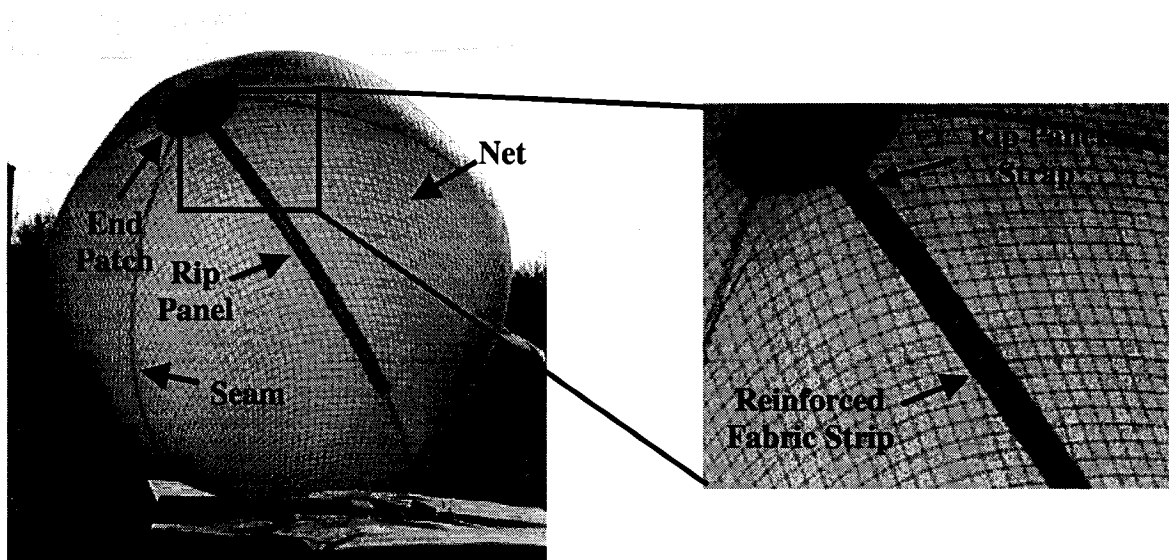 Net
End
Patch
Rip
Panel
Seam
Rip Panel
Strap
Reinforced
Fabric Strip